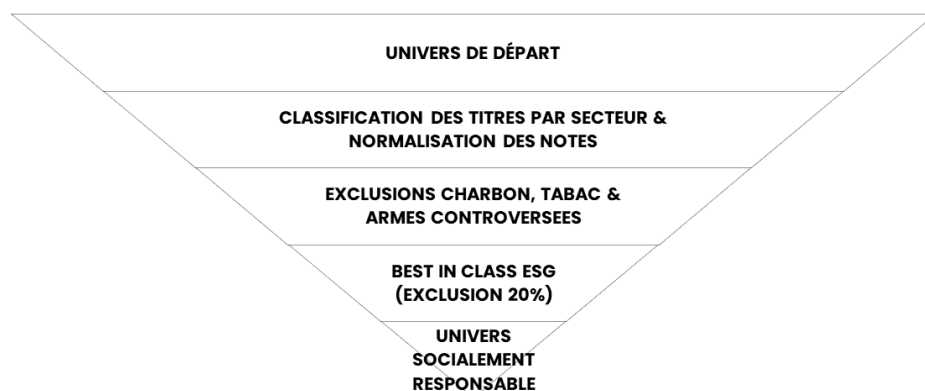 UNIVERS DE DÉPART
CLASSIFICATION DES TITRES PAR SECTEUR &
NORMALISATION DES NOTES
EXCLUSIONS CHARBON, TABAC &
ARMES CONTROVERSEES
BEST IN CLASS ESG
(EXCLUSION 20%)
UNIVERS
SOCIALEMENT
RESPONSABLE